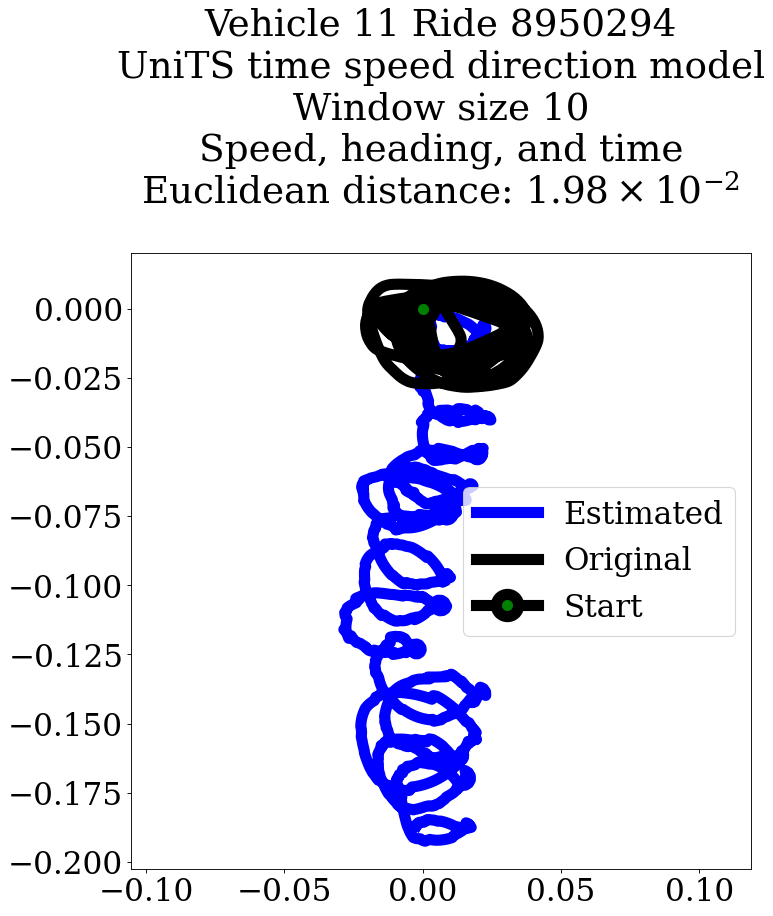 Vehicle 11 Ride 8950294
UniTS time speed direction model
Window size 10
Speed, heading, and time
Euclidean distance: 1.98 × 10⁻²
0.000
−0.025
−0.050
−0.075
−0.100
−0.125
−0.150
−0.175
−0.200
Estimated
Original
Start
−0.10 −0.05 0.00 0.05 0.10